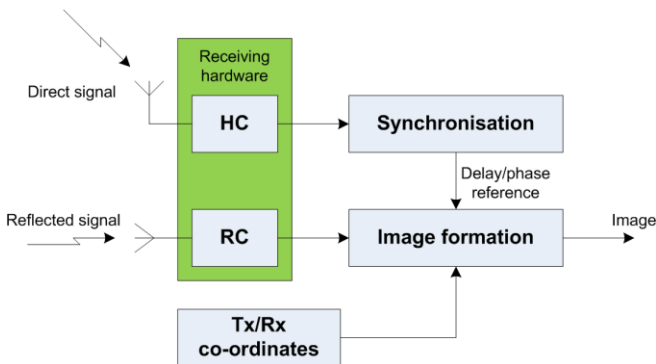 Receiving
hardware
Direct signal
HC
Synchronisation
Delay/phase
reference
Reflected signal
RC
Image formation
Image
Tx/Rx
co-ordinates